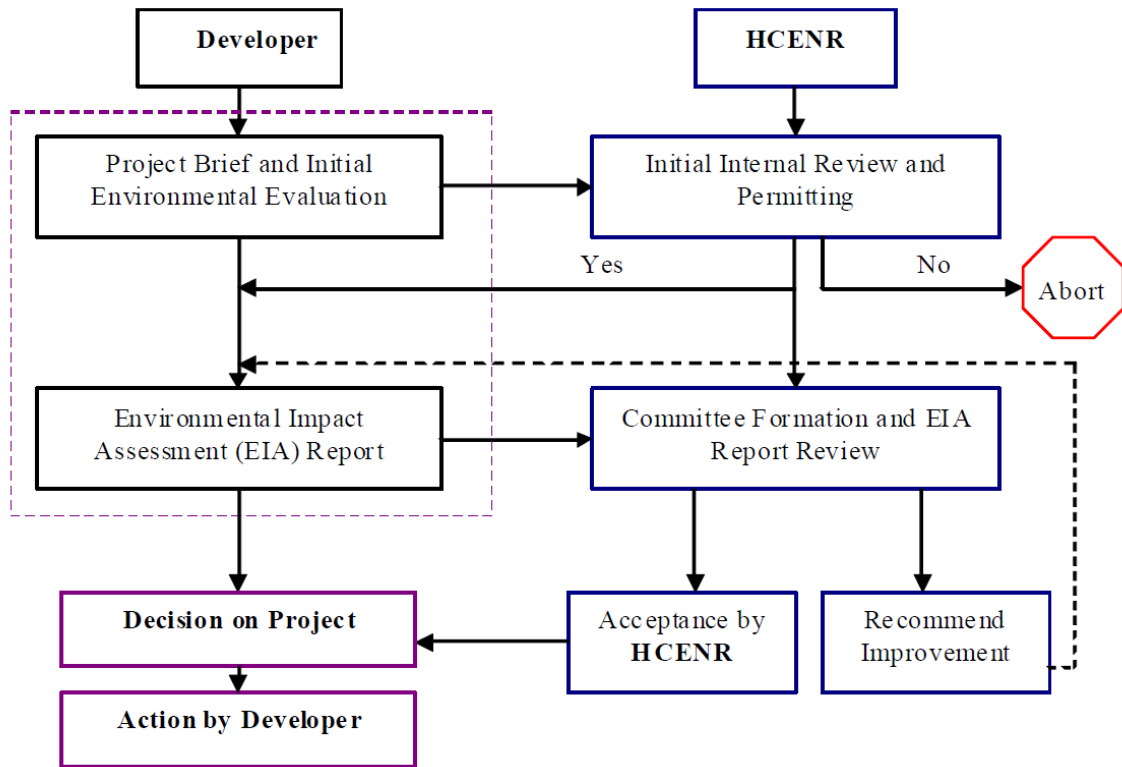 Developer
HCENR
Project Brief and Initial
Environmental Evaluation
Initial Internal Review and
Permitting
Yes
No
Abort
Environmental Impact
Assessment (EIA) Report
Committee Formation and EIA
Report Review
Decision on Project
Acceptance by
HCENR
Recommend
Improvement
Action by Developer